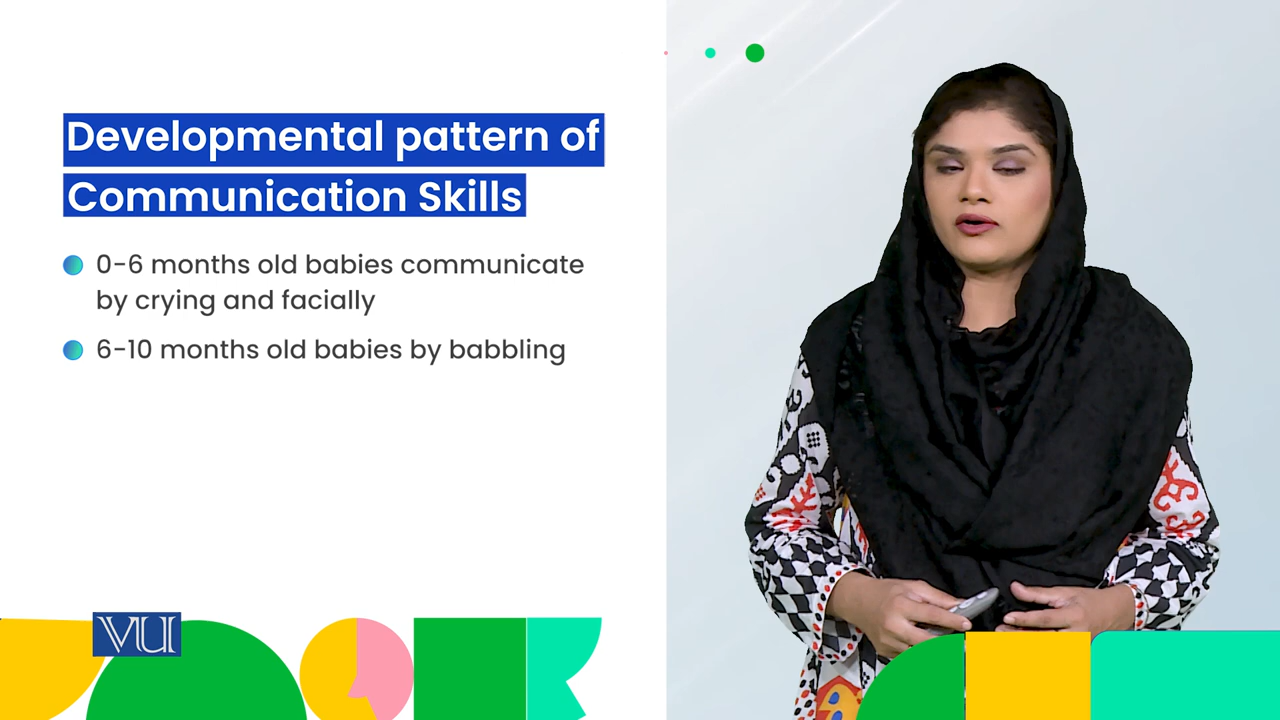 Developmental pattern of
Communication Skills
0-6 months old babies communicate
by crying and facially
6-10 months old babies by babbling
VU